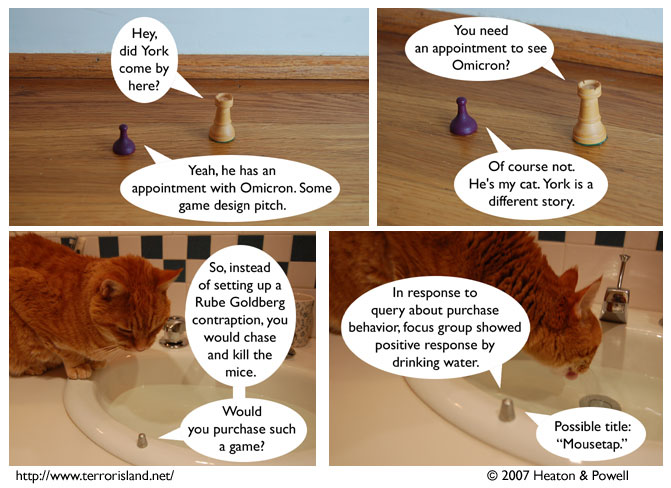 Hey,
did York
come by
here?
Yeah, he has an
appointment with Omicron. Some
game design pitch.
You need
an appointment to see
Omicron?
Of course not.
He's my cat. York is a
different story.
So, instead
of setting up a
Rube Goldberg
contraption, you
would chase
and kill the
mice.
Would
you purchase such
a game?
In response to
query about purchase
behavior, focus group showed
positive response by
drinking water.
Possible title:
“Mousetap.”
http://www.terrorisland.net/
© 2007 Heaton & Powell